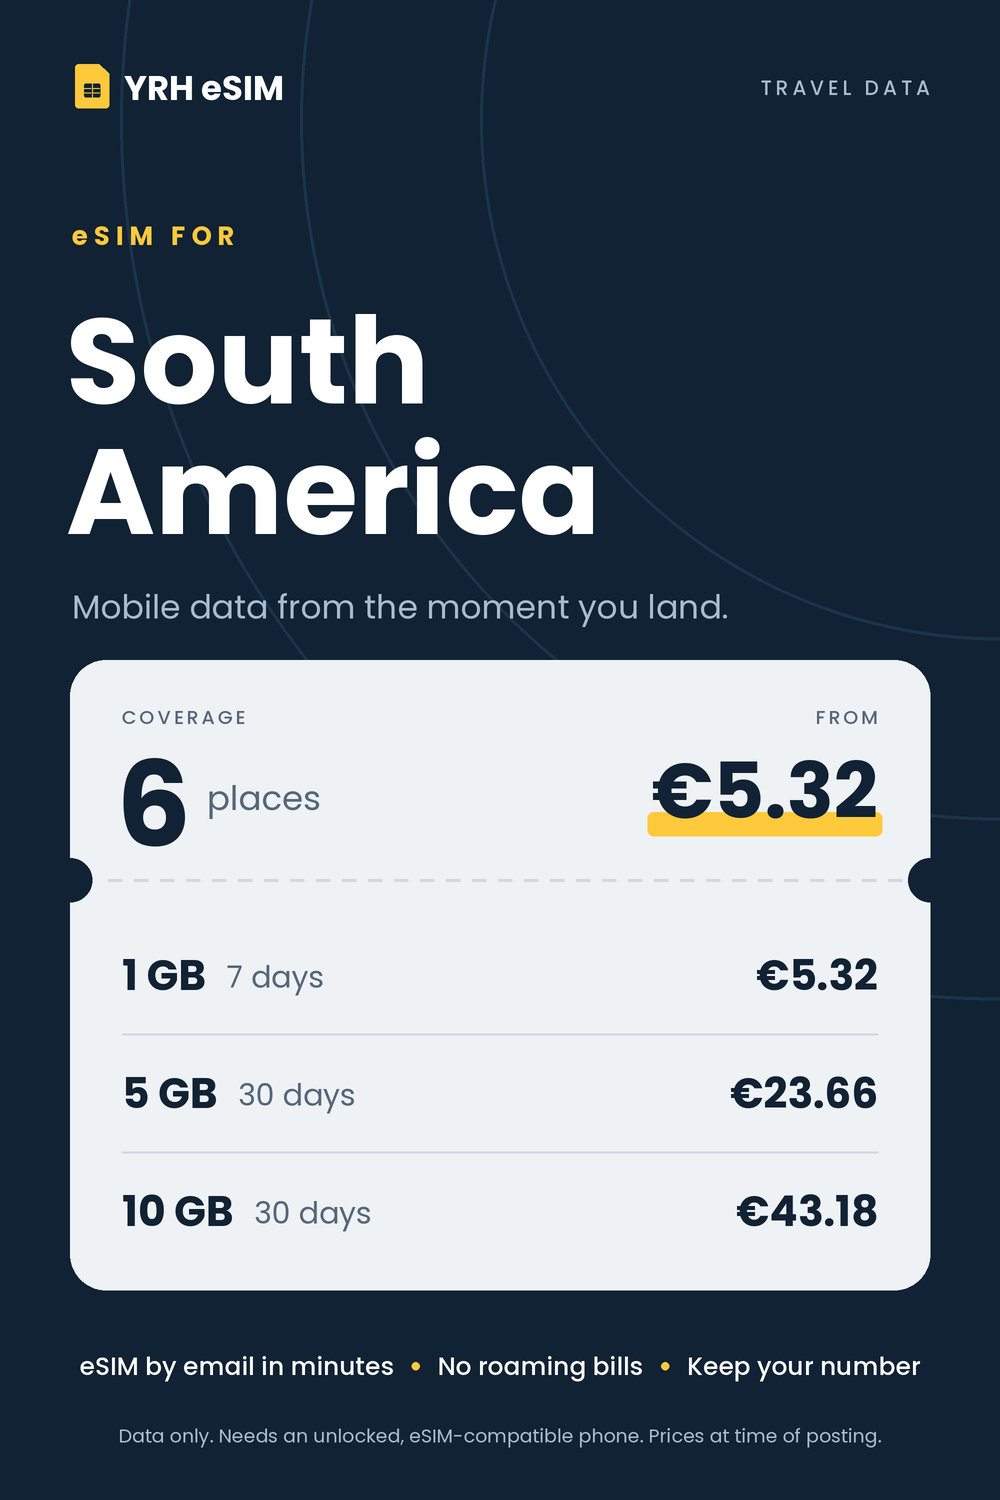 YRH eSIM
TRAVEL DATA
eSIM FOR
South
America
Mobile data from the moment you land.
COVERAGE
FROM
6 places
€5.32
1 GB 7 days €5.32
5 GB 30 days €23.66
10 GB 30 days €43.18
eSIM by email in minutes • No roaming bills • Keep your number
Data only. Needs an unlocked, eSIM-compatible phone. Prices at time of posting.